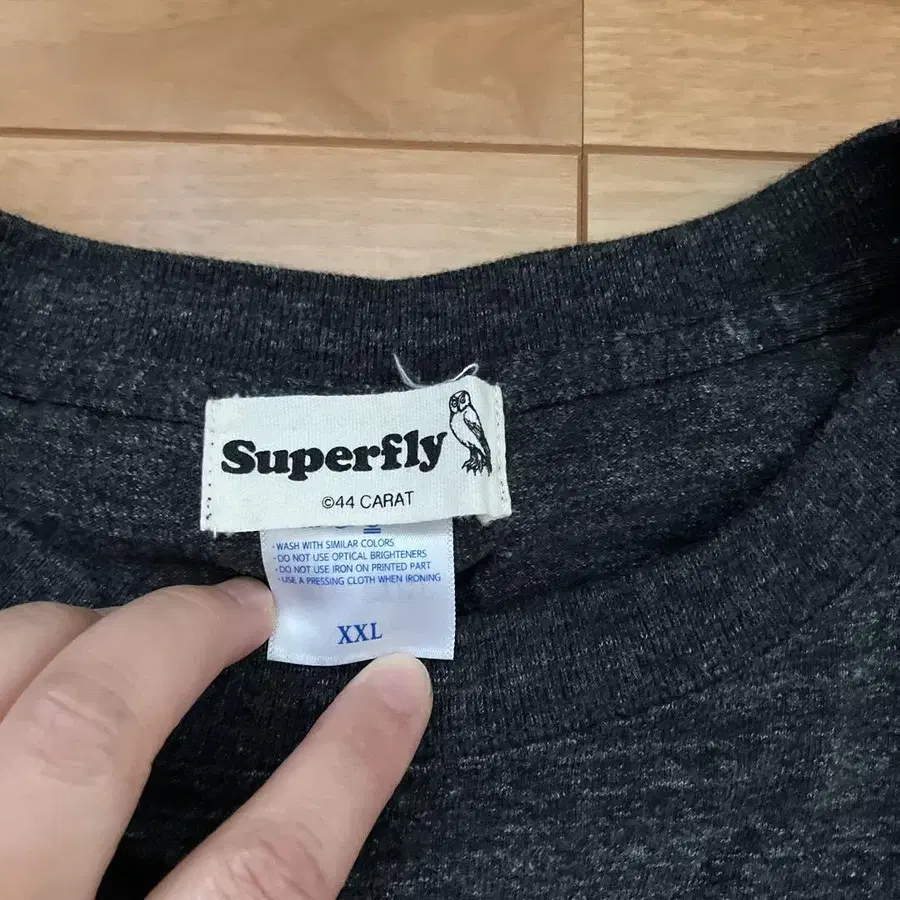 Superfly
©44 CARAT
· WASH WITH SIMILAR COLORS
· DO NOT USE OPTICAL BRIGHTENERS
· DO NOT USE IRON ON PRINTED PART
· USE A PRESSING CLOTH WHEN IRONING
XXL